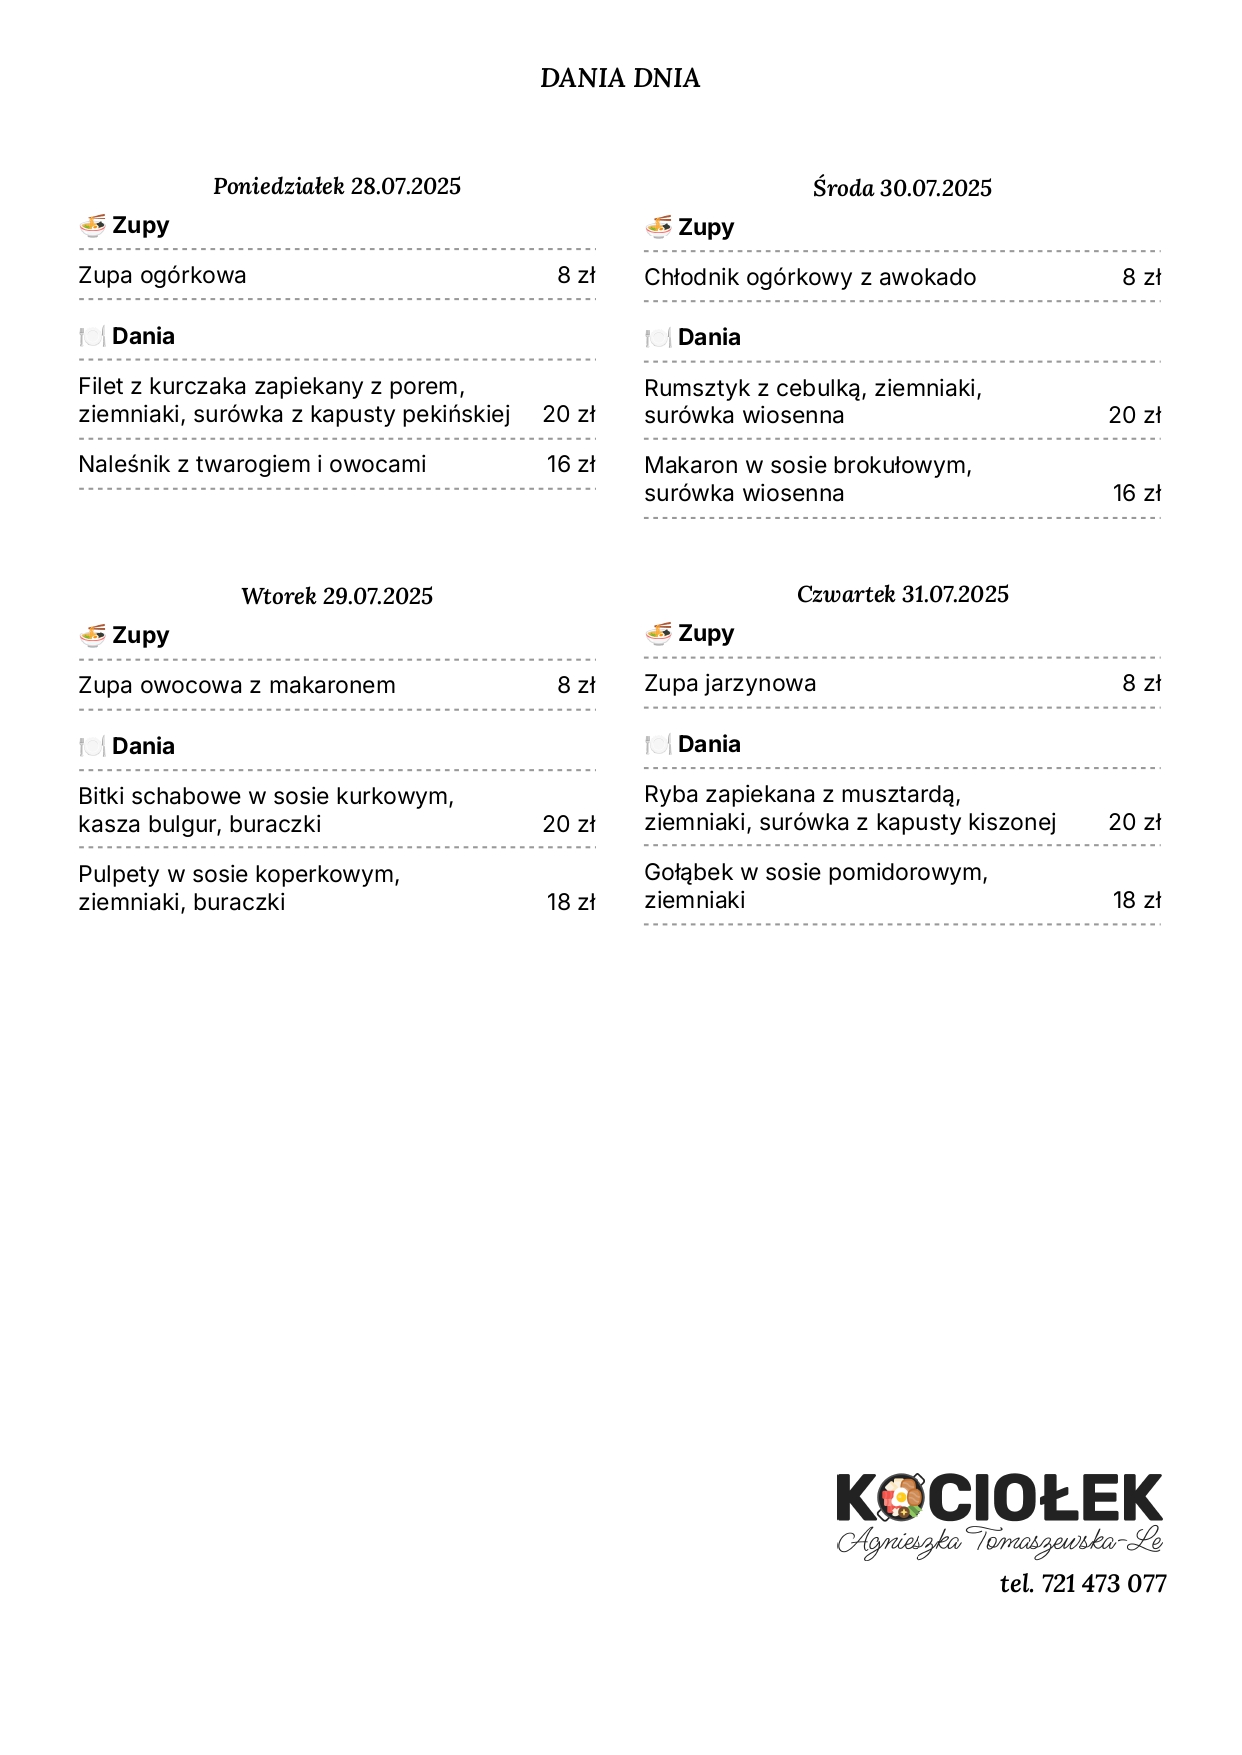 DANIA DNIA
Poniedziałek 28.07.2025
Zupy
Zupa ogórkowa 8 zł
Dania
Filet z kurczaka zapiekany z porem,
ziemniaki, surówka z kapusty pekińskiej 20 zł
Naleśnik z twarogiem i owocami 16 zł
Wtorek 29.07.2025
Zupy
Zupa owocowa z makaronem 8 zł
Dania
Bitki schabowe w sosie kurkowym,
kasza bulgur, buraczki 20 zł
Pulpety w sosie koperkowym,
ziemniaki, buraczki 18 zł
Środa 30.07.2025
Zupy
Chłodnik ogórkowy z awokado 8 zł
Dania
Rumsztyk z cebulką, ziemniaki,
surówka wiosenna 20 zł
Makaron w sosie brokułowym,
surówka wiosenna 16 zł
Czwartek 31.07.2025
Zupy
Zupa jarzynowa 8 zł
Dania
Ryba zapiekana z musztardą,
ziemniaki, surówka z kapusty kiszonej 20 zł
Gołąbek w sosie pomidorowym,
ziemniaki 18 zł
KOCIOŁEK
Agnieszka Tomaszewska-Le
tel. 721 473 077